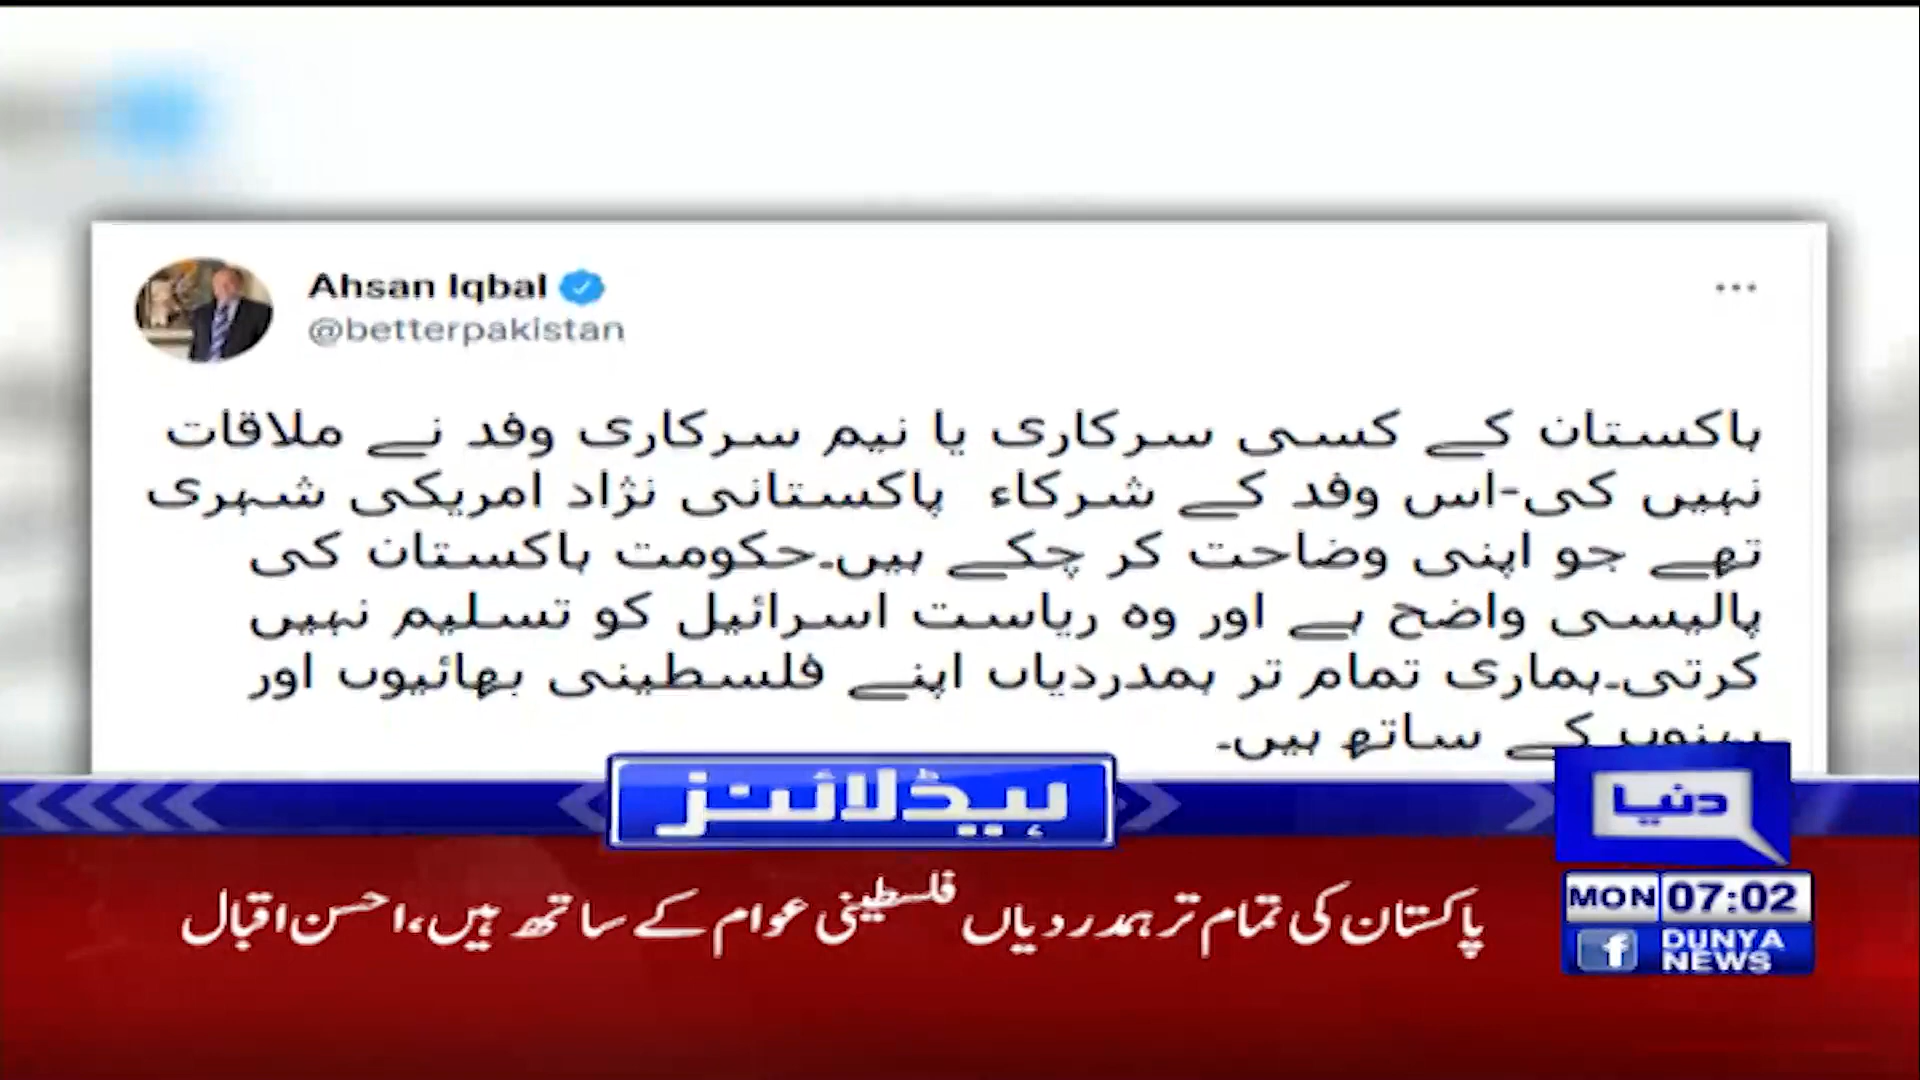 Ahsan Iqbal
@betterpakistan
پاکستان کے کسی سرکاری یا نیم سرکاری وفد نے ملاقات
نہیں کی-اس وفد کے شرکاء پاکستانی نژاد امریکی شہری
تھے جو اپنی وضاحت کر چکے ہیں۔حکومت پاکستان کی
پالیسی واضح ہے اور وہ ریاست اسرائیل کو تسلیم نہیں
کرتی۔ہماری تمام تر ہمدردیاں اپنے فلسطینی بھائیوں اور
بہنوں کے ساتھ ہیں۔
ہیڈلائنز
دنیا
پاکستان کی تمام تر ہمدردیاں فلسطینی عوام کے ساتھ ہیں، احسن اقبال
MON 07:02
f DUNYA
NEWS